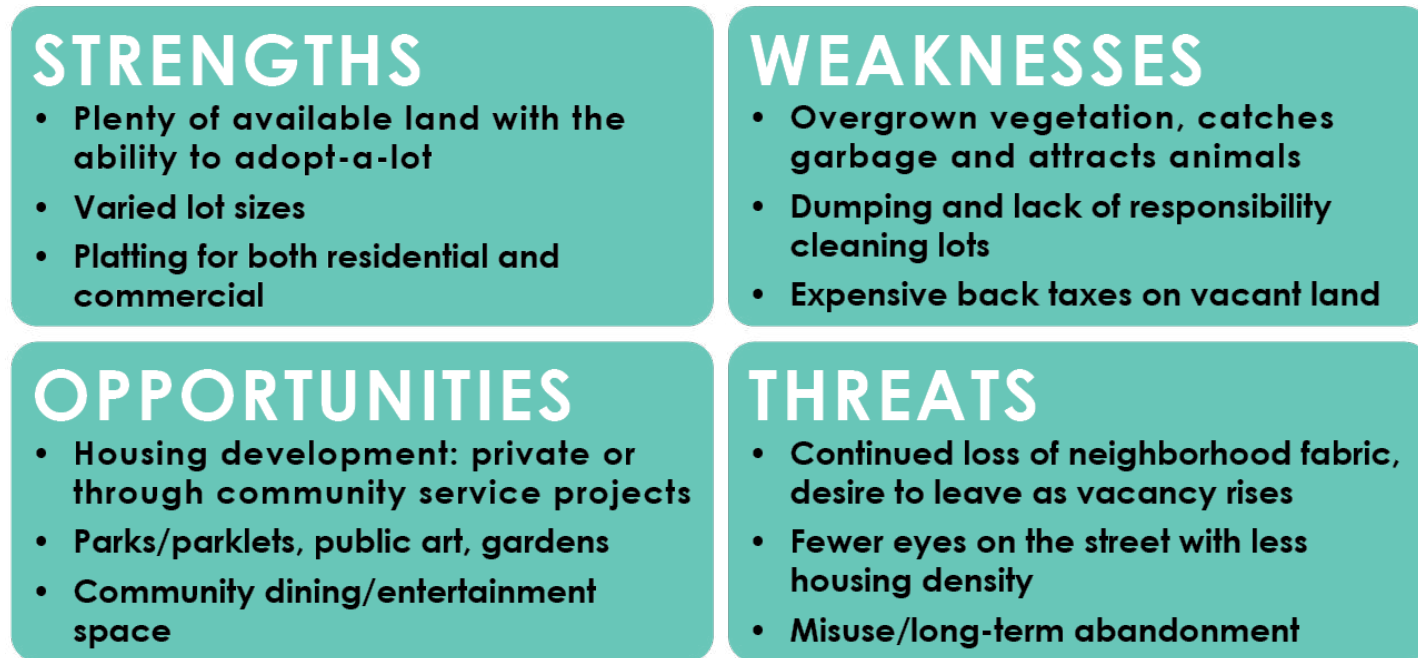 STRENGTHS
• Plenty of available land with the
ability to adopt-a-lot
• Varied lot sizes
• Platting for both residential and
commercial
WEAKNESSES
• Overgrown vegetation, catches
garbage and attracts animals
• Dumping and lack of responsibility
cleaning lots
• Expensive back taxes on vacant land
OPPORTUNITIES
• Housing development: private or
through community service projects
• Parks/parklets, public art, gardens
• Community dining/entertainment
space
THREATS
• Continued loss of neighborhood fabric,
desire to leave as vacancy rises
• Fewer eyes on the street with less
housing density
• Misuse/long-term abandonment